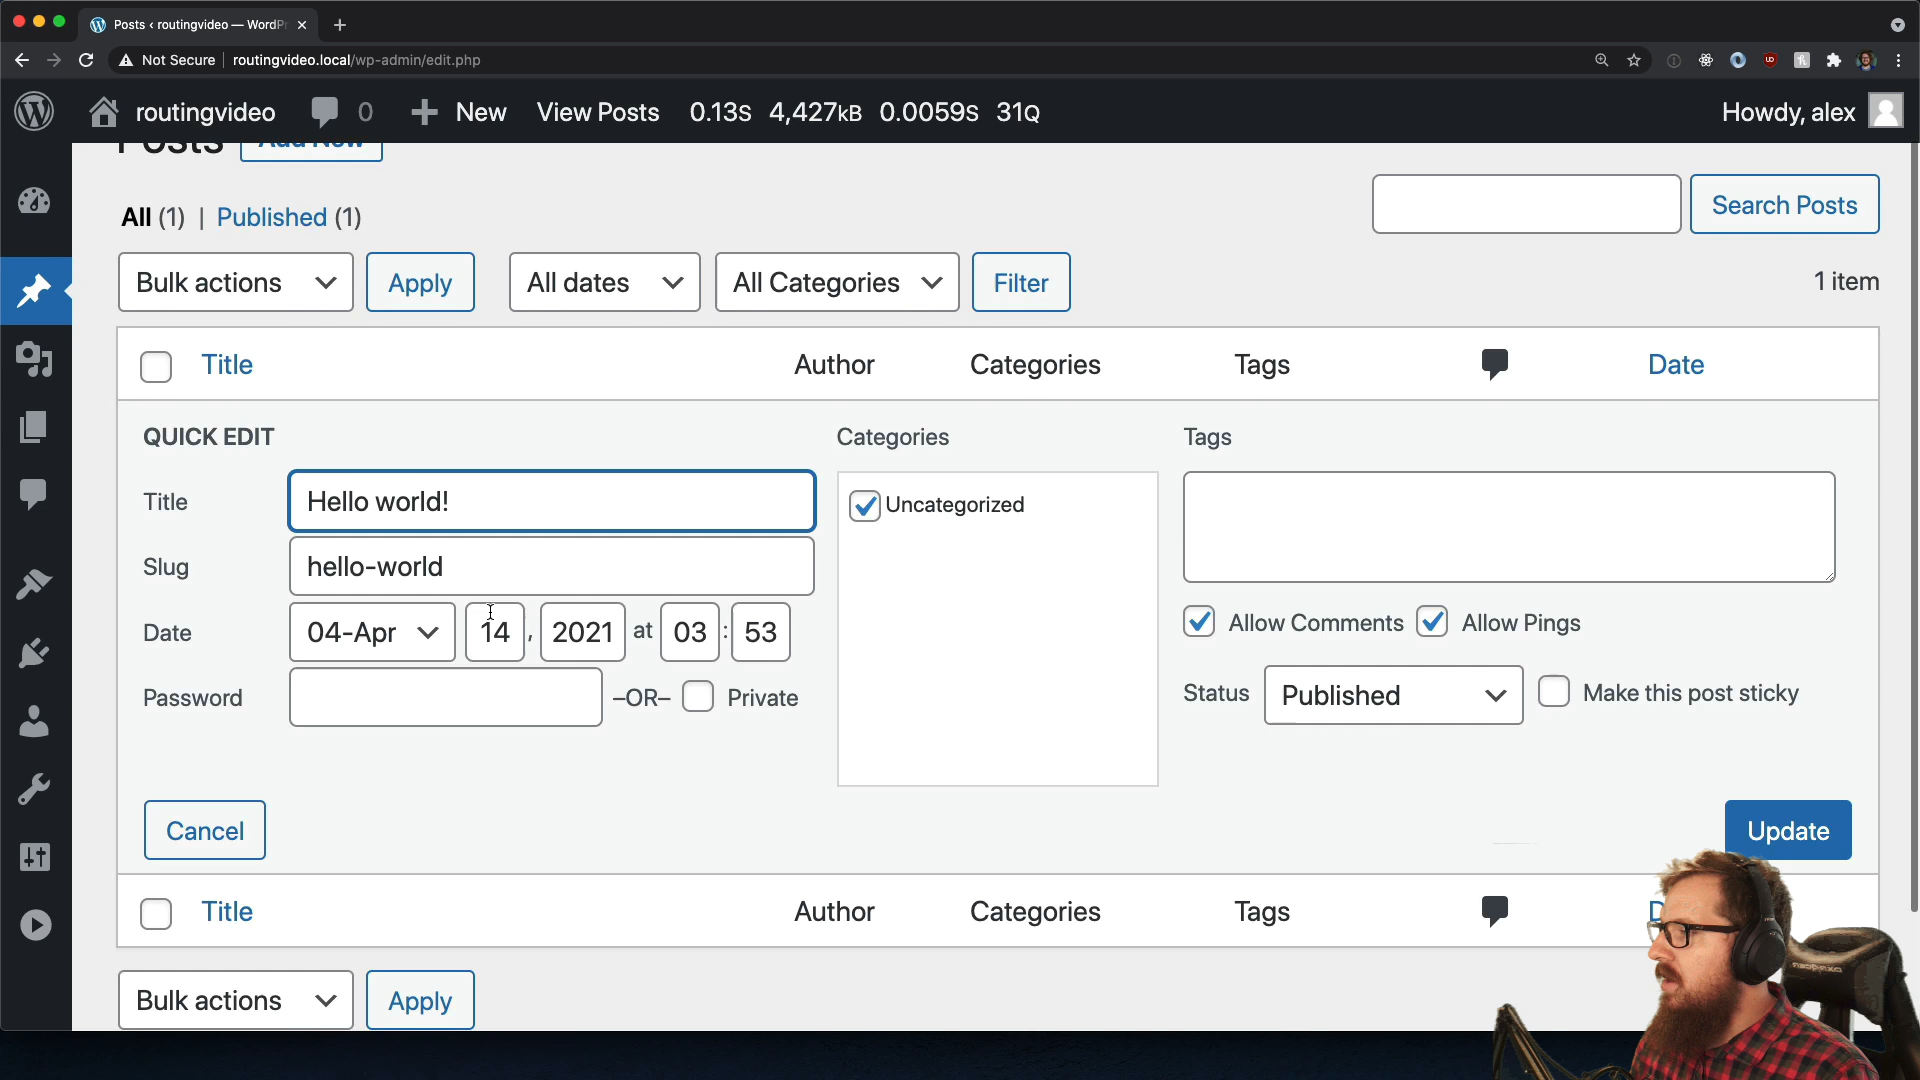 Posts ‹ routingvideo — WordPr
Not Secure routingvideo.local/wp-admin/edit.php
routingvideo 0 New View Posts 0.13S 4,427KB 0.0059S 31Q Howdy, alex
Posts Add New
All (1) | Published (1) Search Posts
Bulk actions Apply All dates All Categories Filter 1 item
Title Author Categories Tags Date
QUICK EDIT Categories Tags
Title Hello world! Uncategorized
Slug hello-world
Date 04-Apr 14 , 2021 at 03 : 53 Allow Comments Allow Pings
Password –OR– Private Status Published Make this post sticky
Cancel Update
Title Author Categories Tags
Bulk actions Apply